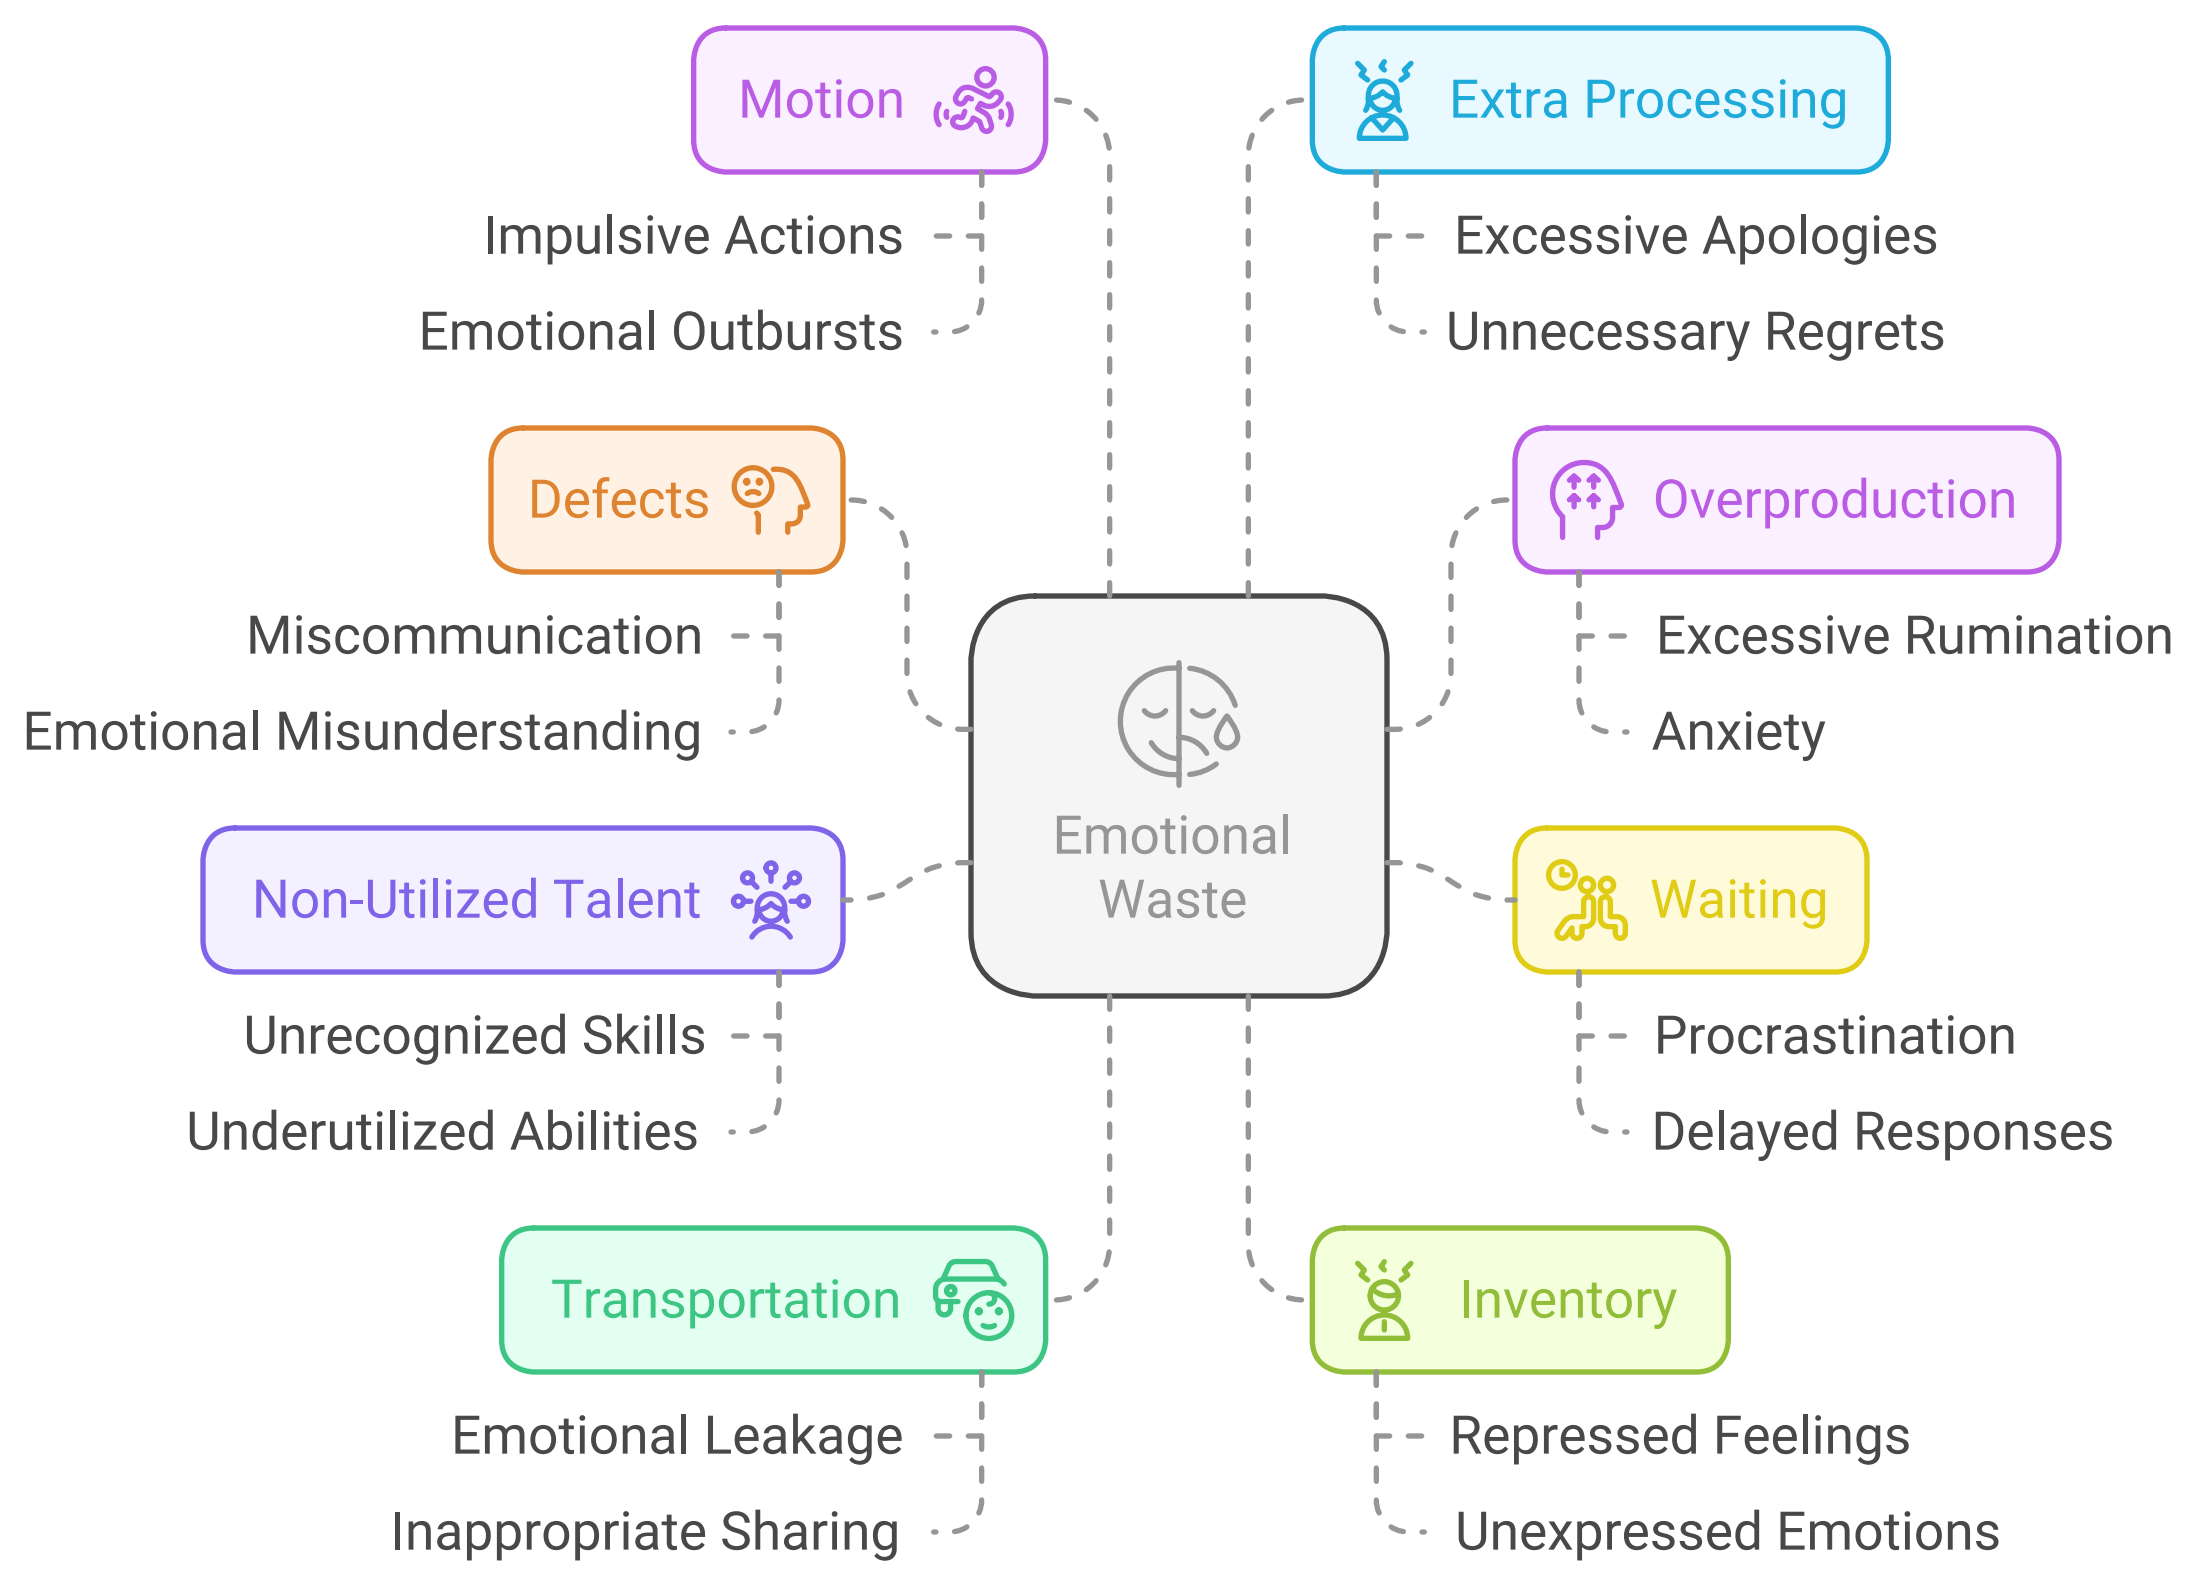 Motion
Impulsive Actions
Emotional Outbursts
Defects
Miscommunication
Emotional Misunderstanding
Non-Utilized Talent
Unrecognized Skills
Underutilized Abilities
Transportation
Emotional Leakage
Inappropriate Sharing
Emotional
Waste
Extra Processing
Excessive Apologies
Unnecessary Regrets
Overproduction
Excessive Rumination
Anxiety
Waiting
Procrastination
Delayed Responses
Inventory
Repressed Feelings
Unexpressed Emotions